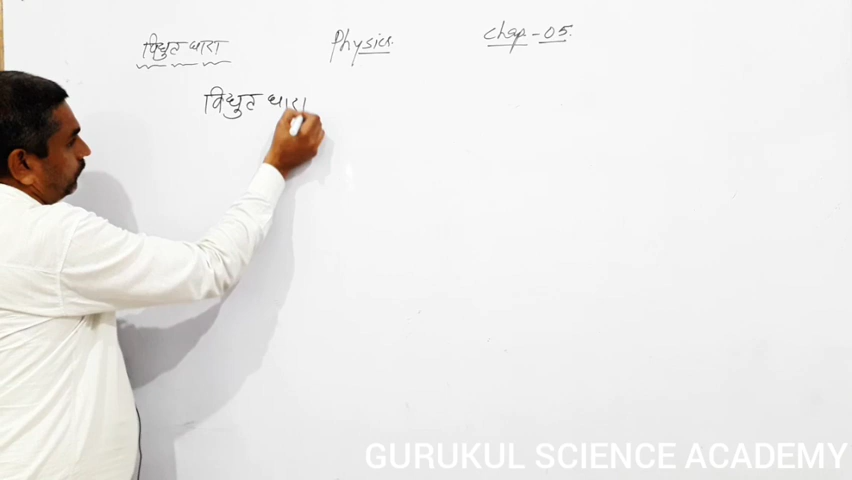 विधुत धारा Physics. Chap-05.
विधुत धारा
GURUKUL SCIENCE ACADEMY